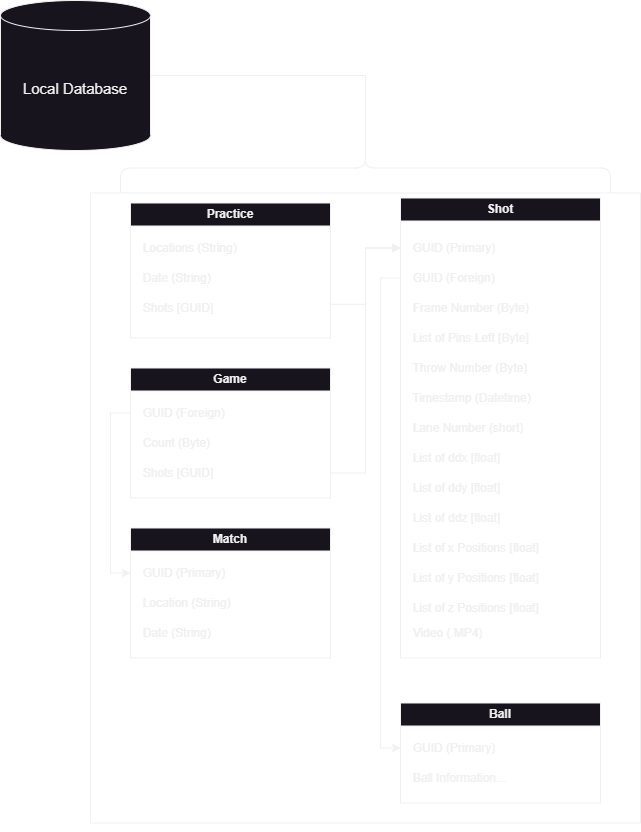 Local Database
Practice
Locations (String)
Date (String)
Shots [GUID]
Game
GUID (Foreign)
Count (Byte)
Shots [GUID]
Match
GUID (Primary)
Location (String)
Date (String)
Shot
GUID (Primary)
GUID (Foreign)
Frame Number (Byte)
List of Pins Left [Byte]
Throw Number (Byte)
Timestamp (Datetime)
Lane Number (short)
List of ddx [float]
List of ddy [float]
List of ddz [float]
List of x Positions [float]
List of y Positions [float]
List of z Positions [float]
Video (.MP4)
Ball
GUID (Primary)
Ball Information...